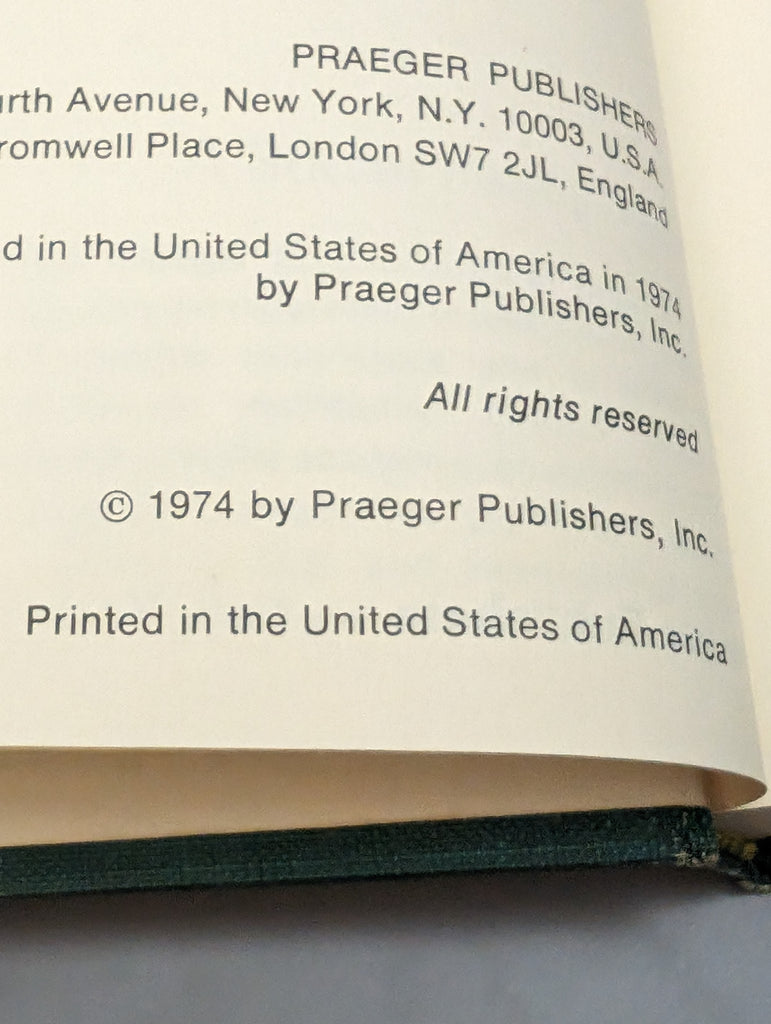 PRAEGER PUBLISHERS
Avenue, New York, N.Y. 10003, U.S.A.
Place, London SW7 2JL, England
in the United States of America in 1974
by Praeger Publishers, Inc.
All rights reserved
© 1974 by Praeger Publishers, Inc.
Printed in the United States of America